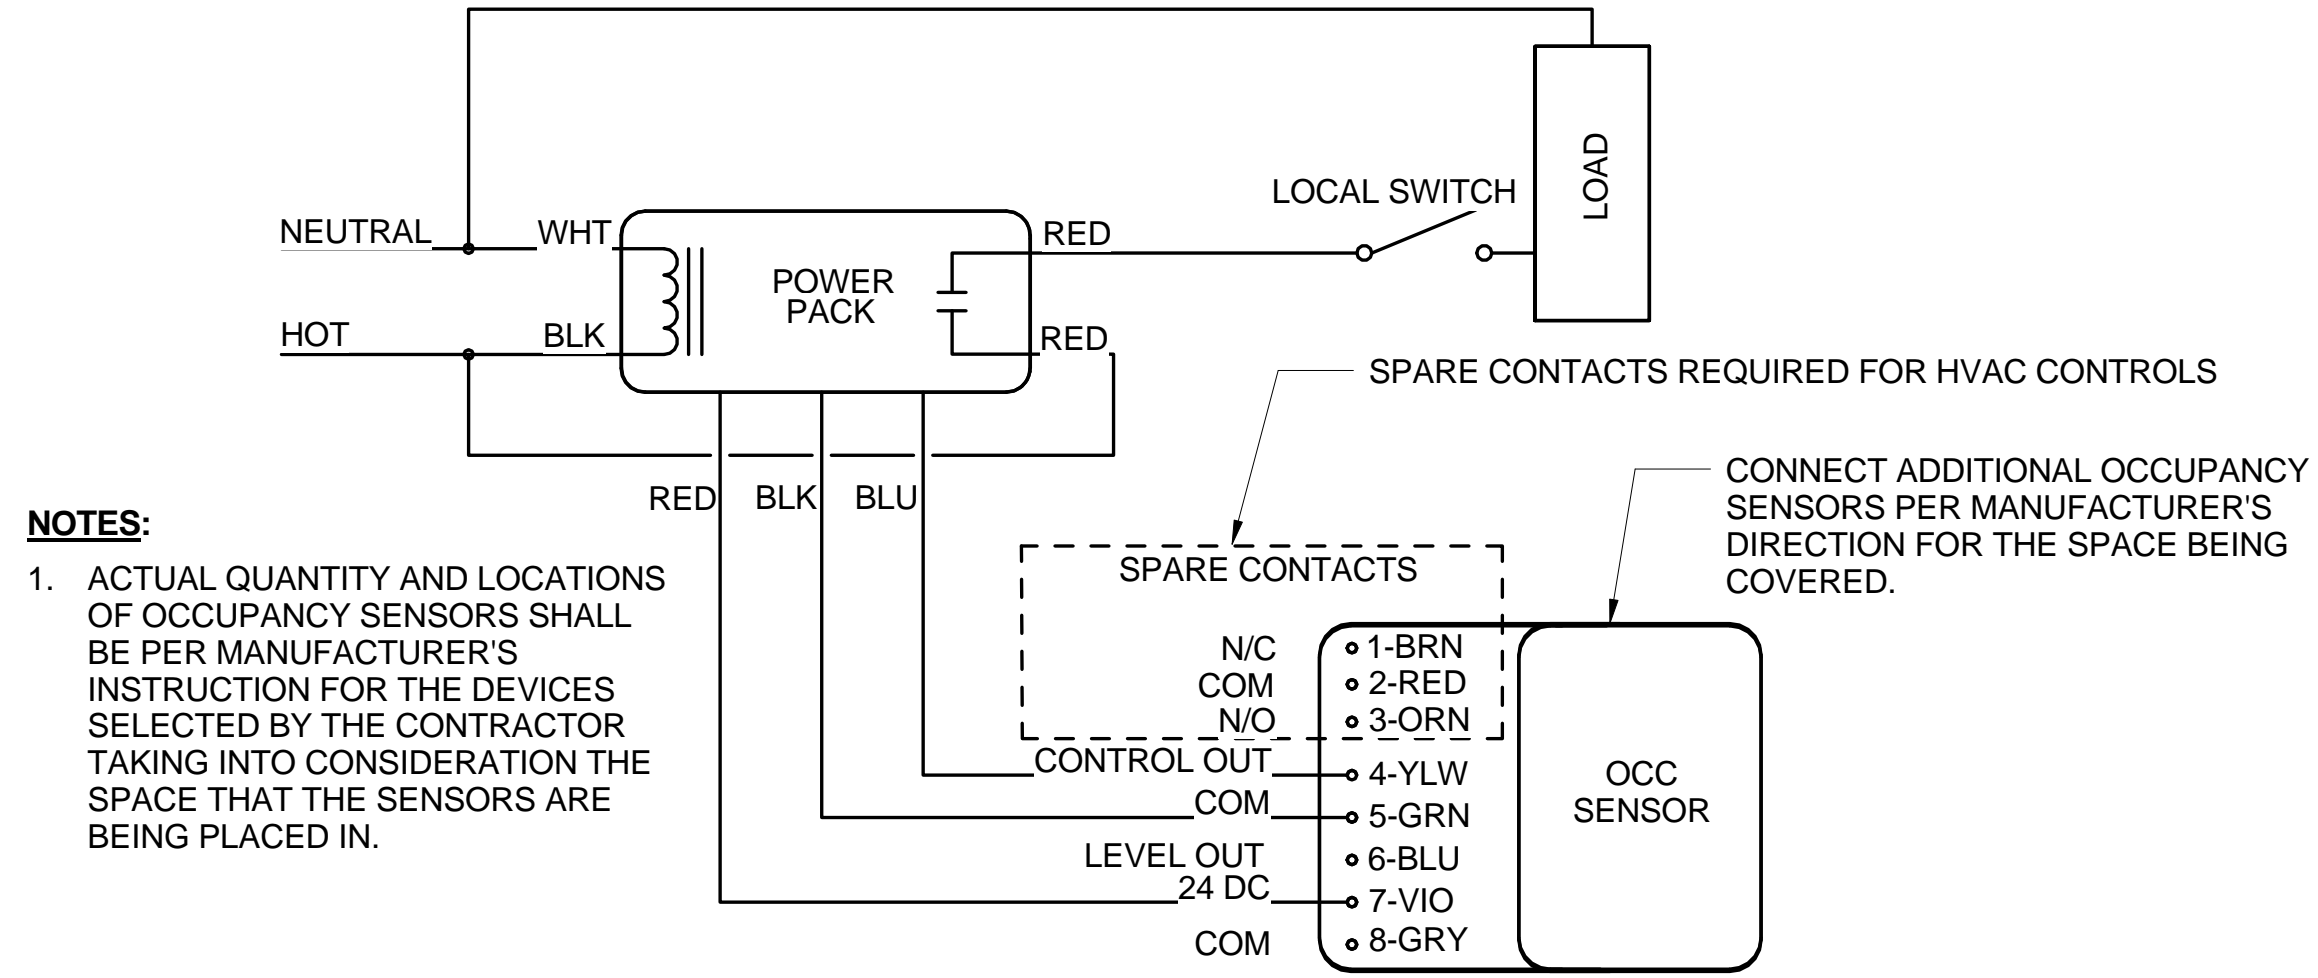 LOAD
LOCAL SWITCH
NEUTRAL
WHT
RED
POWER
PACK
HOT
BLK
RED
SPARE CONTACTS REQUIRED FOR HVAC CONTROLS
CONNECT ADDITIONAL OCCUPANCY
SENSORS PER MANUFACTURER'S
DIRECTION FOR THE SPACE BEING
COVERED.
RED
BLK
BLU
NOTES:
1. ACTUAL QUANTITY AND LOCATIONS
OF OCCUPANCY SENSORS SHALL
BE PER MANUFACTURER'S
INSTRUCTION FOR THE DEVICES
SELECTED BY THE CONTRACTOR
TAKING INTO CONSIDERATION THE
SPACE THAT THE SENSORS ARE
BEING PLACED IN.
SPARE CONTACTS
N/C 1-BRN
COM 2-RED
N/O 3-ORN
CONTROL OUT 4-YLW
COM 5-GRN
LEVEL OUT 6-BLU
24 DC 7-VIO
COM 8-GRY
OCC
SENSOR